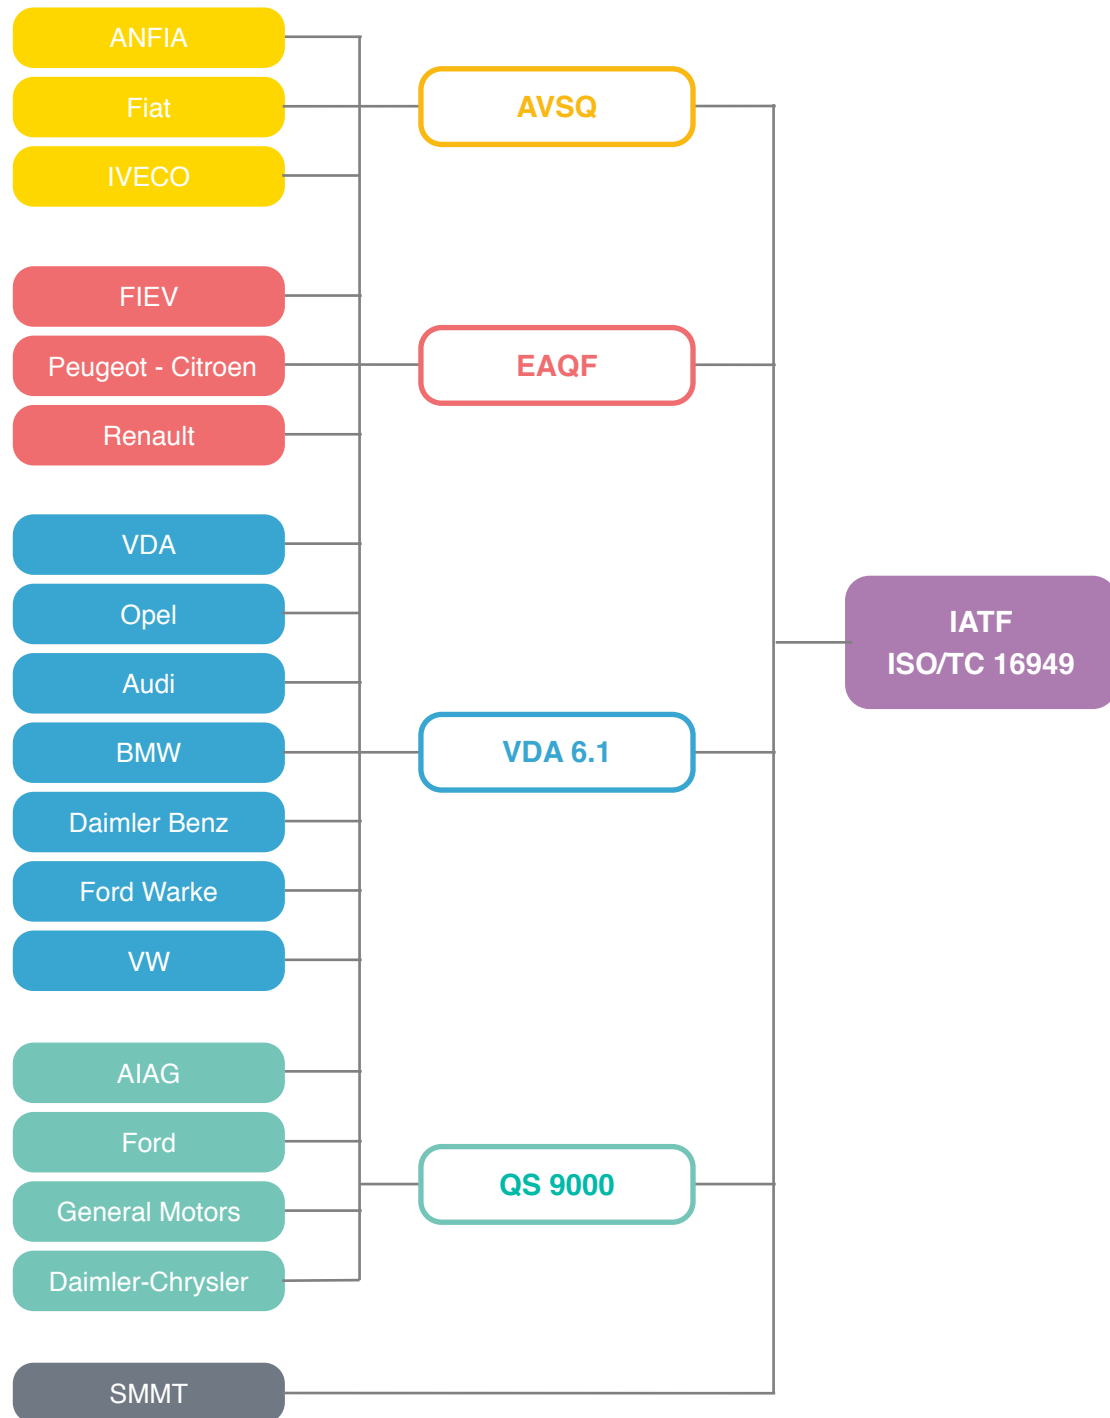 ANFIA
Fiat
IVECO
AVSQ
FIEV
Peugeot - Citroen
Renault
EAQF
VDA
Opel
Audi
BMW
Daimler Benz
Ford Warke
VW
VDA 6.1
AIAG
Ford
General Motors
Daimler-Chrysler
QS 9000
SMMT
IATF
ISO/TC 16949